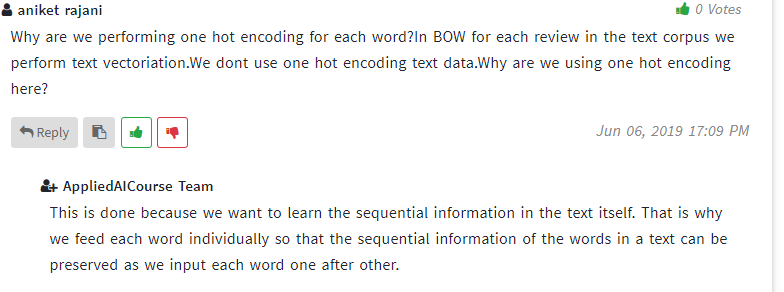 aniket rajani
0 Votes
Why are we performing one hot encoding for each word?In BOW for each review in the text corpus we
perform text vectoriation.We dont use one hot encoding text data.Why are we using one hot encoding
here?
Reply
Jun 06, 2019 17:09 PM
AppliedAICourse Team
This is done because we want to learn the sequential information in the text itself. That is why
we feed each word individually so that the sequential information of the words in a text can be
preserved as we input each word one after other.